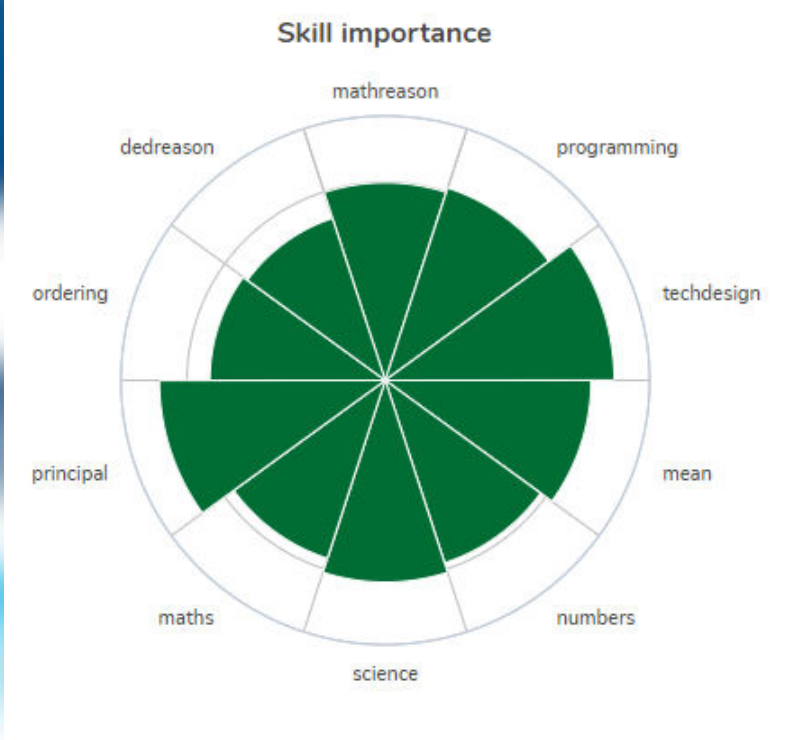 Skill importance
mathreason
dedreason
programming
ordering
techdesign
principal
mean
maths
numbers
science